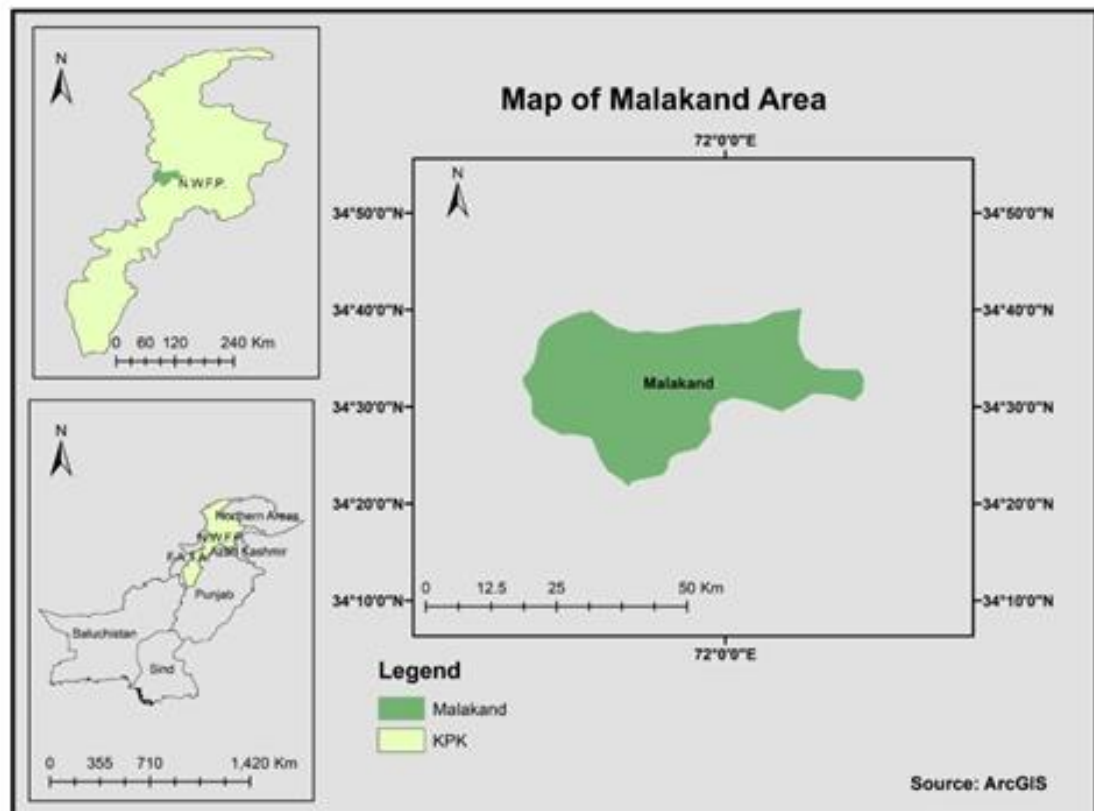 Map of Malakand Area
N
N.W.F.P.
0 60 120 240 Km
N
Northern Areas
N.W.F.P.
F.A.T.A.
Azad Kashmir
Punjab
Baluchistan
Sind
0 355 710 1,420 Km
72°0'0"E
N
34°50'0"N 34°50'0"N
34°40'0"N 34°40'0"N
Malakand
34°30'0"N 34°30'0"N
34°20'0"N 34°20'0"N
0 12.5 25 50 Km
34°10'0"N 34°10'0"N
72°0'0"E
Legend
Malakand
KPK
Source: ArcGIS